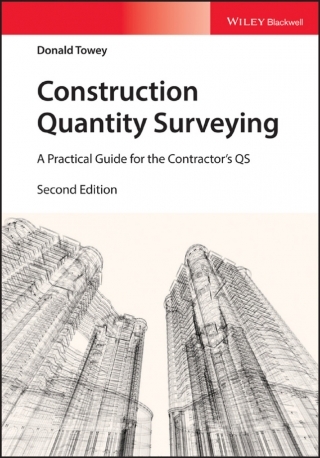 WILEY Blackwell
Donald Towey
Construction
Quantity Surveying
A Practical Guide for the Contractor's QS
Second Edition